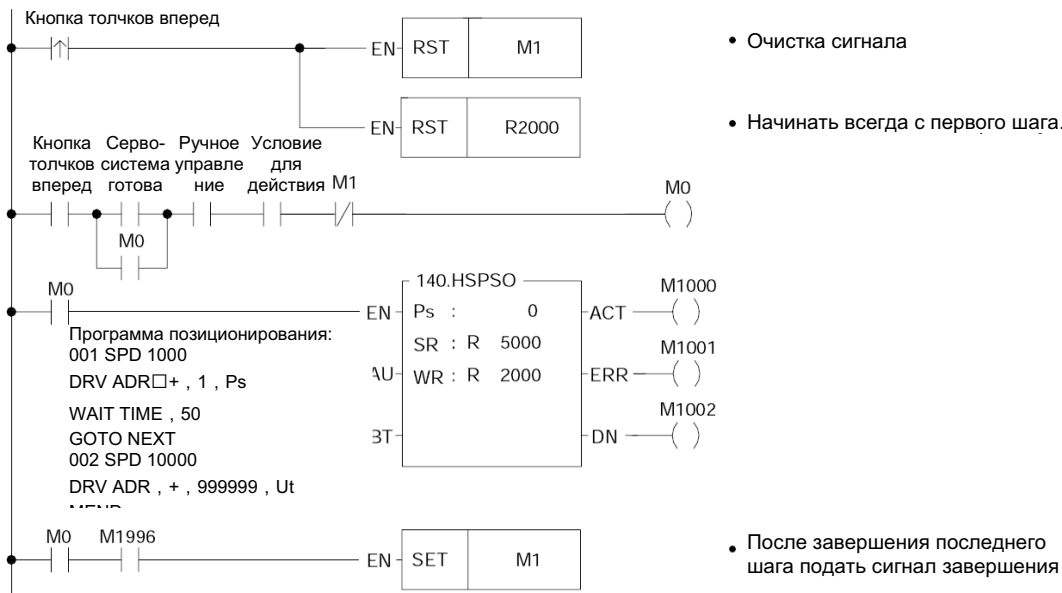 Кнопка толчков вперед
EN RST M1
• Очистка сигнала
EN RST R2000
• Начинать всегда с первого шага.
Кнопка толчков вперед
Серво-система готова
Ручное управле ние
Условие для действия
M1
M0
M0
M0
140.HSPSO
EN Ps : 0 ACT
SR : R 5000
WR : R 2000 ERR
DN
M1000
M1001
M1002
Программа позиционирования:
001 SPD 1000
DRV ADR□+ , 1 , Ps
WAIT TIME , 50
GOTO NEXT
002 SPD 10000
DRV ADR , + , 999999 , Ut
M0 M1996
EN SET M1
• После завершения последнего
шага подать сигнал завершения